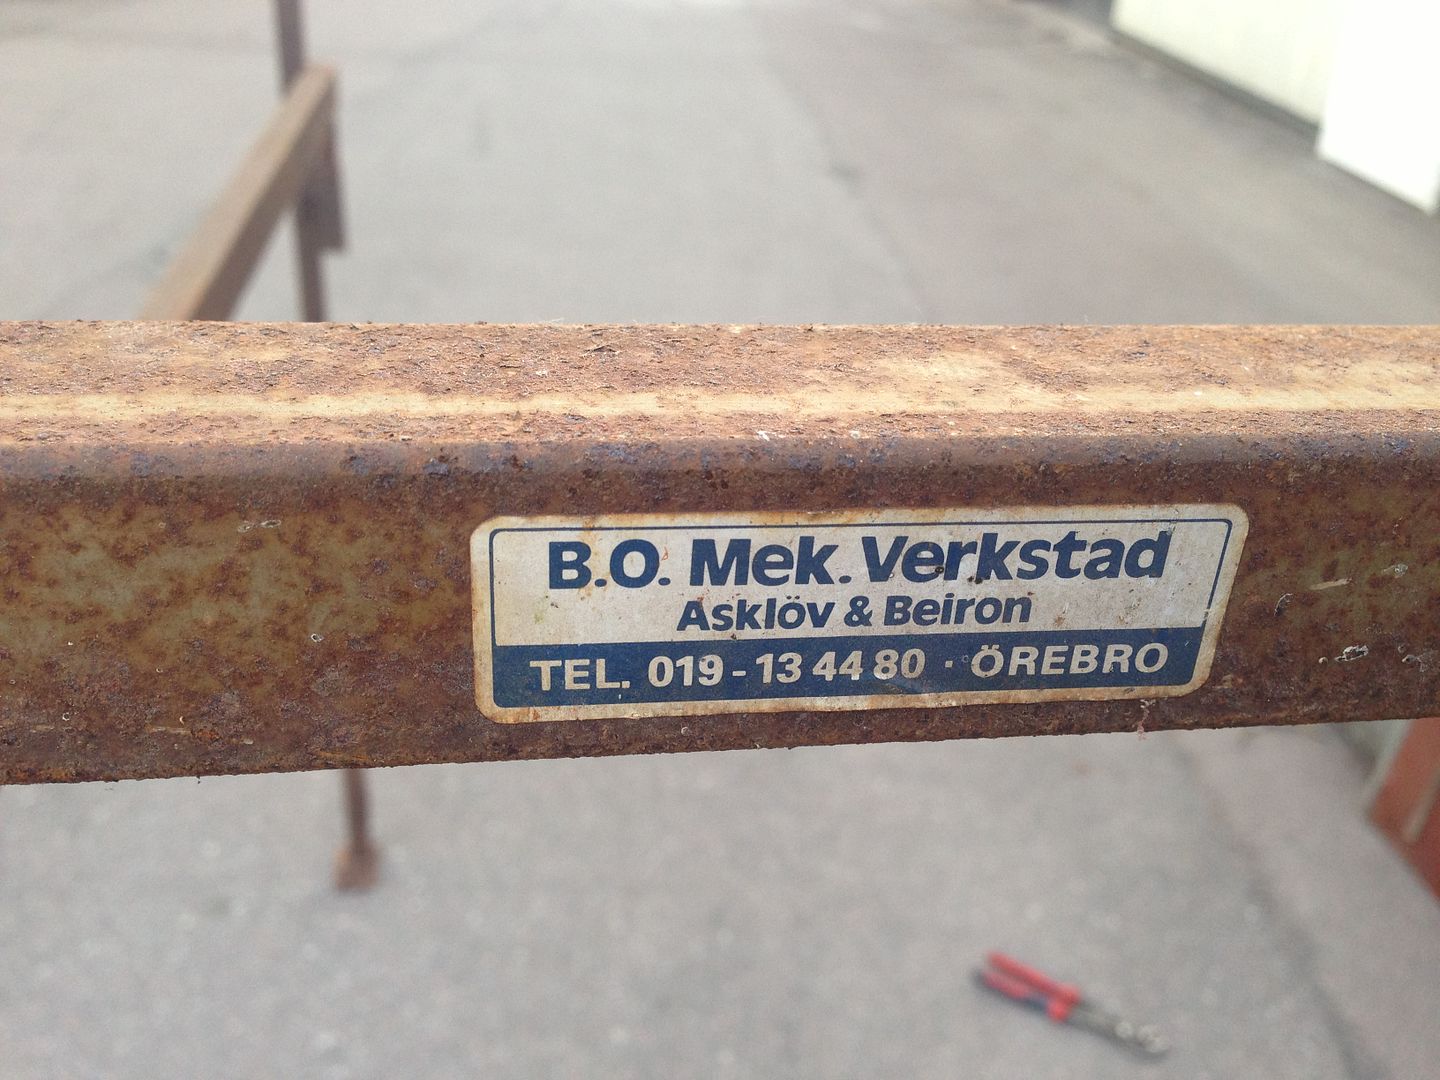 B.O. Mek. Verkstad
Asklöv & Beiron
TEL. 019-13 44 80 · ÖREBRO